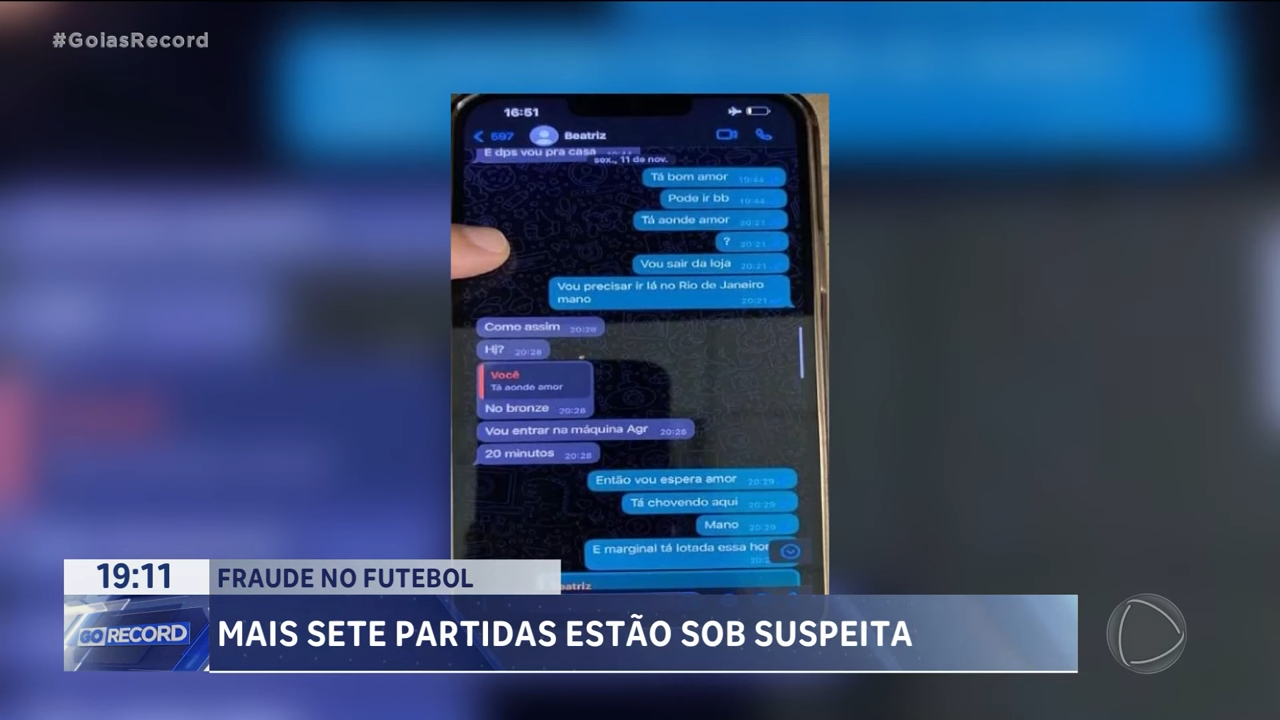 #GoiasRecord
16:51
597
Beatriz
E dps vou pra casa
sex., 11 de nov.
Tá bom amor 19:44
Pode ir bb 19:44
Tá aonde amor 20:21
? 20:21
Vou sair da loja 20:21
Vou precisar ir lá no Rio de Janeiro
mano 20:21
Como assim 20:28
Hj? 20:28
Você
Tá aonde amor
No bronze 20:28
Vou entrar na máquina Agr 20:28
20 minutos 20:28
Então vou espera amor 20:29
Tá chovendo aqui 20:29
Mano 20:29
E marginal tá lotada essa hor
eatriz
19:11
FRAUDE NO FUTEBOL
GO RECORD
MAIS SETE PARTIDAS ESTÃO SOB SUSPEITA